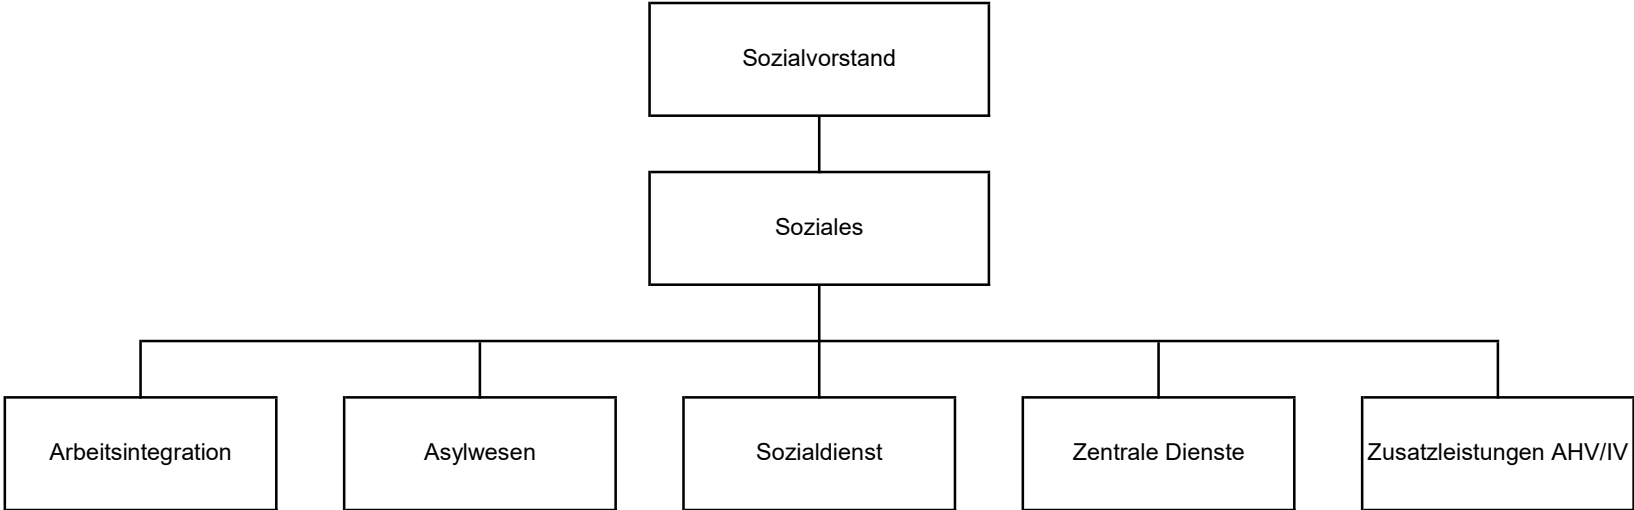 Sozialvorstand
Soziales
Arbeitsintegration
Asylwesen
Sozialdienst
Zentrale Dienste
Zusatzleistungen AHV/IV